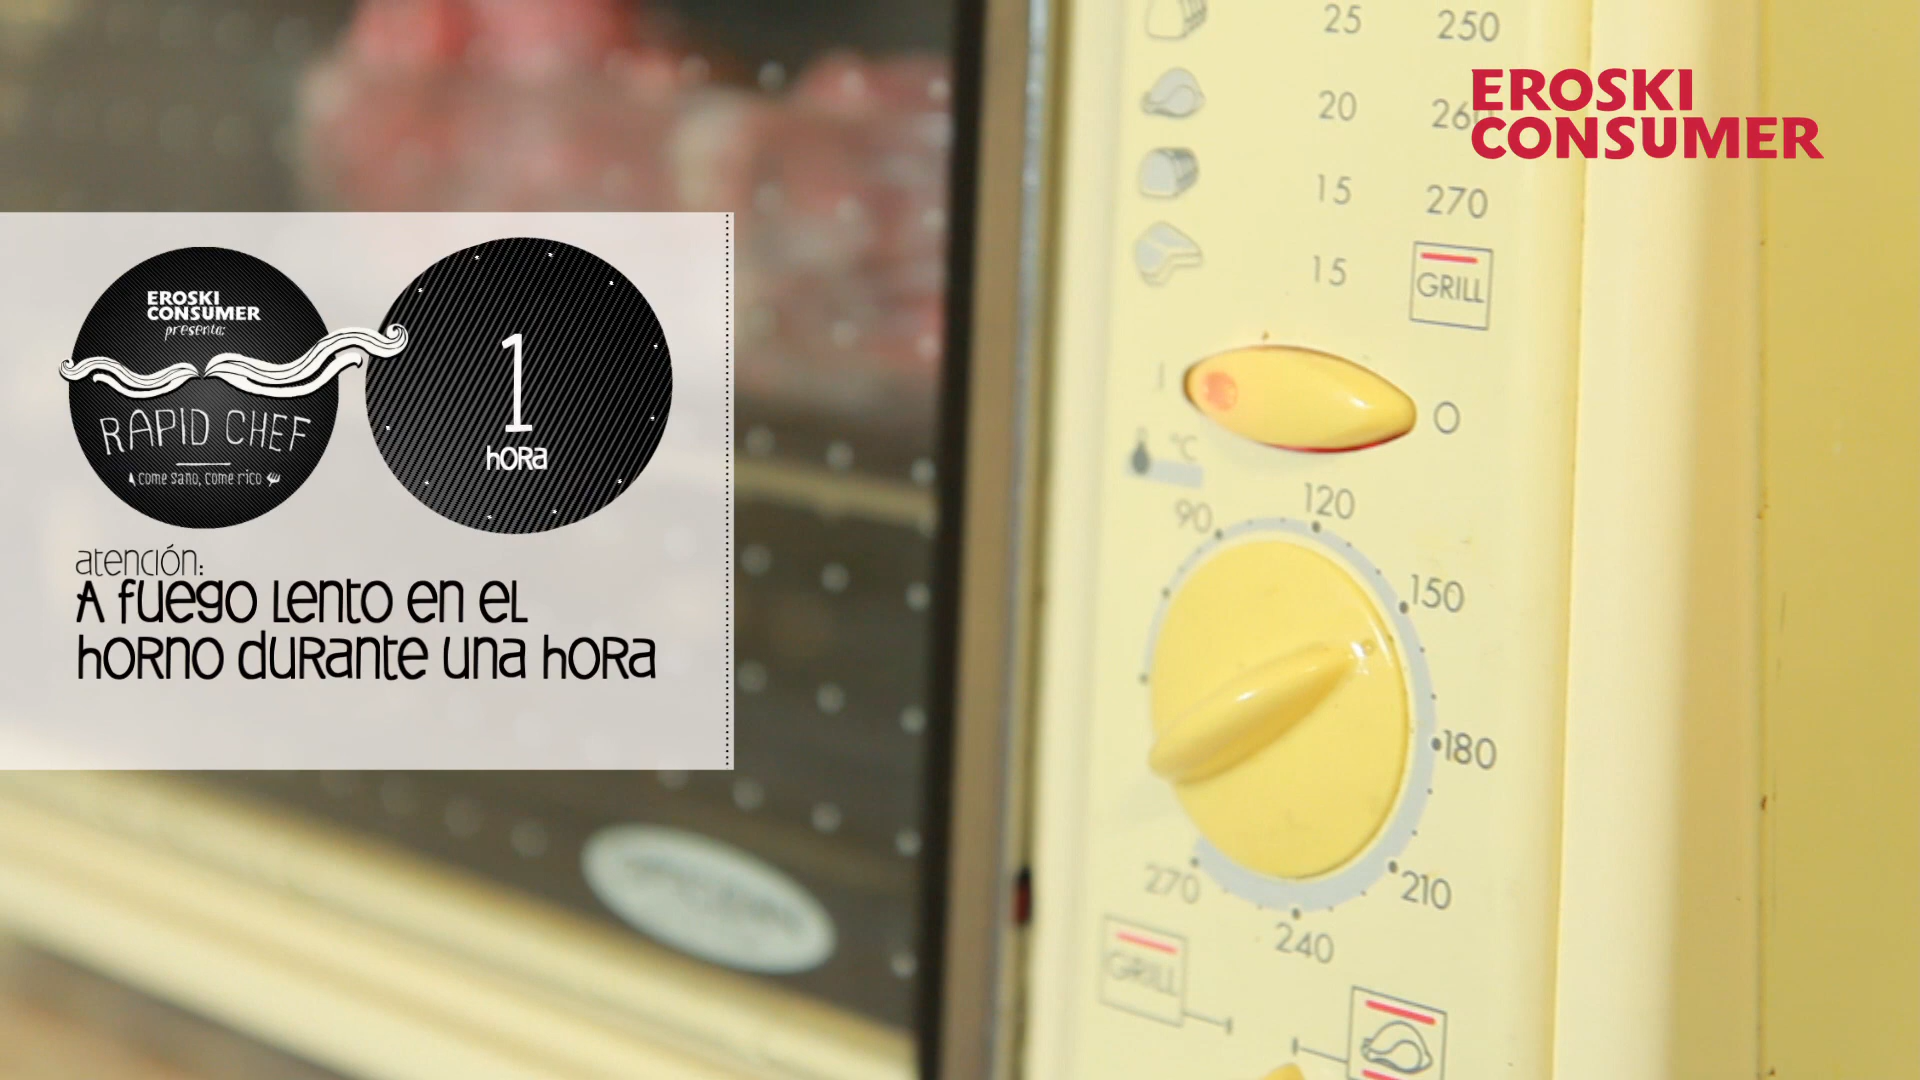 EROSKI
CONSUMER
EROSKI
CONSUMER
presenta:
RAPID CHEF
come sano, come rico
1
hora
atención:
A fuego lento en el
horno durante una hora
25 250
20 26
15 270
15 GRILL
I O
°C
90 120
150
180
210
240
270
GRILL